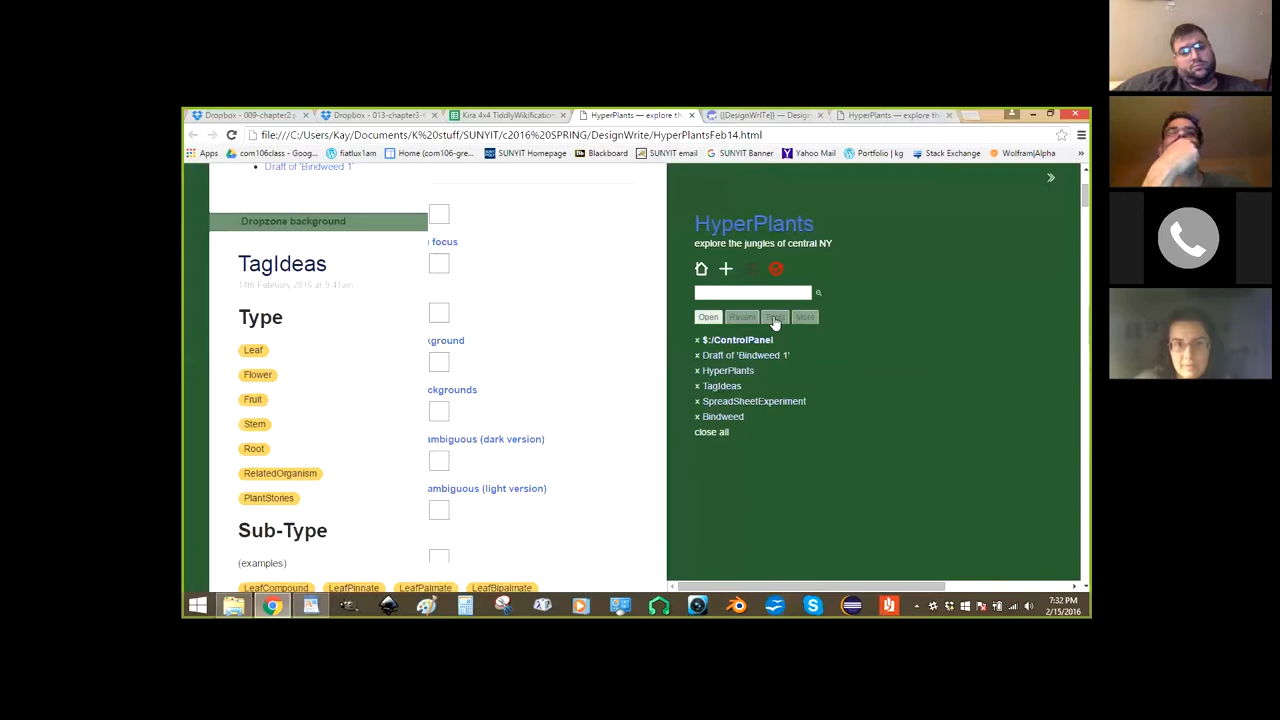 Dropbox - 009-chapter2.p
Dropbox - 013-chapter3-
Kira 4x4 TiddlyWikification
HyperPlants — explore th
{{DesignWriTE}} — Design
HyperPlants — explore th
file:///C:/Users/Kay/Documents/K%20stuff/SUNYIT/c2016%20SPRING/DesignWrite/HyperPlantsFeb14.html
Apps
com106class - Goog...
fiatlux1am
Home (com106-gre...
SUNYIT Homepage
Blackboard
SUNYIT email
SUNYIT Banner
Yahoo Mail
Portfolio | kg
Stack Exchange
Wolfram|Alpha
Draft of 'Bindweed 1'
Dropzone background
TagIdeas
14th February 2016 at 9:41am
Type
Leaf
Flower
Fruit
Stem
Root
RelatedOrganism
PlantStories
Sub-Type
(examples)
LeafCompound
LeafPinnate
LeafPalmate
LeafBipalmate
focus
ground
ckgrounds
ambiguous (dark version)
ambiguous (light version)
»
HyperPlants
explore the jungles of central NY
Open
Recent
Tools
More
× $:/ControlPanel
× Draft of 'Bindweed 1'
× HyperPlants
× TagIdeas
× SpreadSheetExperiment
× Bindweed
close all
7:32 PM
2/15/2016